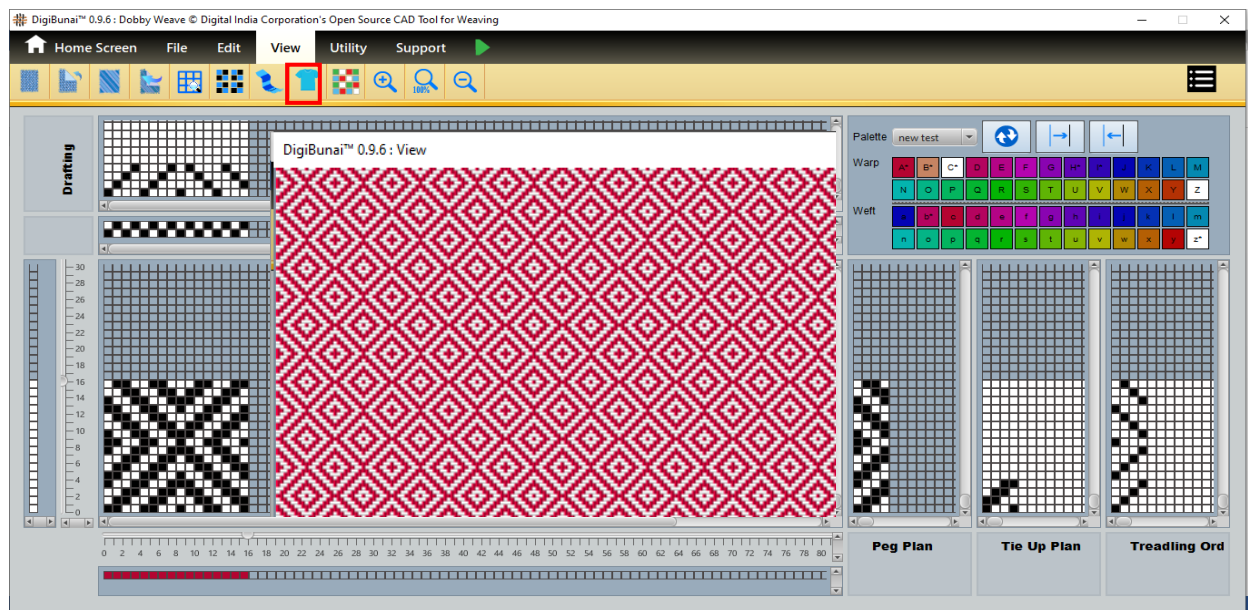 DigiBunai™ 0.9.6 : Dobby Weave © Digital India Corporation's Open Source CAD Tool for Weaving
Home Screen File Edit View Utility Support
100%
Drafting
DigiBunai™ 0.9.6 : View
Palette new test
Warp A* B* C* D E F G H* I* J K L M
N O P Q R S T U V W X Y Z
Weft a b* c d e f g h i j k l m
n o p q r s t u v w x y z*
30
28
26
24
22
20
18
16
14
12
10
8
6
4
2
0
0 2 4 6 8 10 12 14 16 18 20 22 24 26 28 30 32 34 36 38 40 42 44 46 48 50 52 54 56 58 60 62 64 66 68 70 72 74 76 78 80
Peg Plan Tie Up Plan Treadling Ord